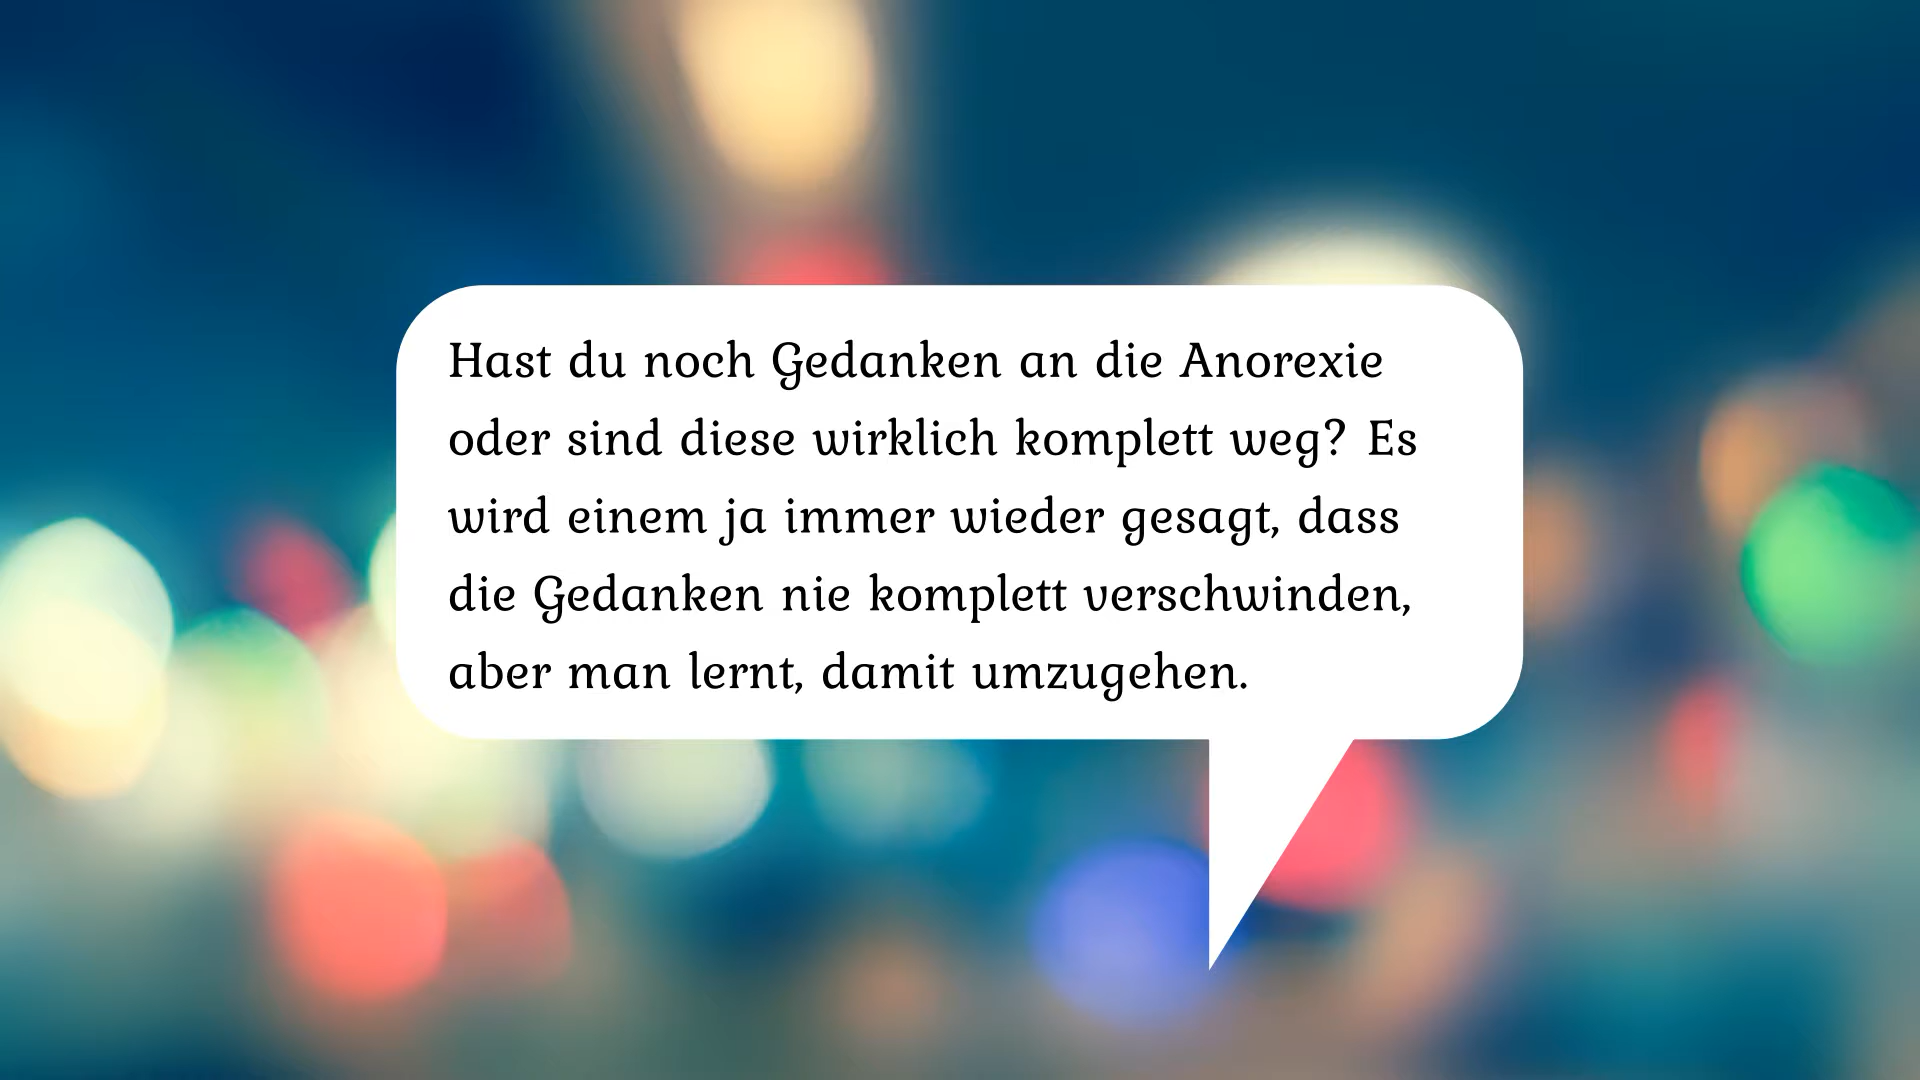 Hast du noch Gedanken an die Anorexie
oder sind diese wirklich komplett weg? Es
wird einem ja immer wieder gesagt, dass
die Gedanken nie komplett verschwinden,
aber man lernt, damit umzugehen.